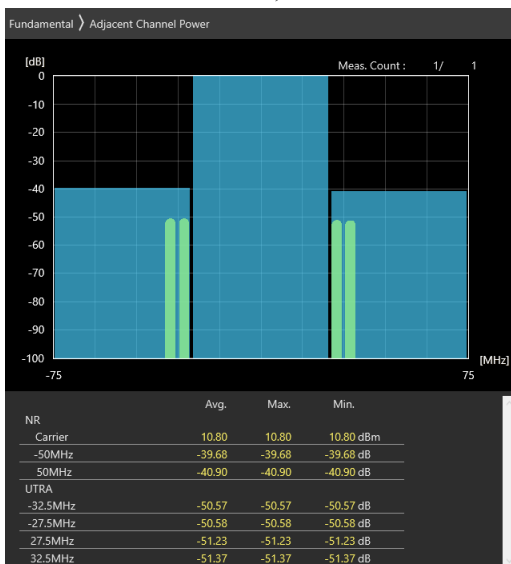 Fundamental 〉 Adjacent Channel Power
[dB] Meas. Count : 1/ 1
0
-10
-20
-30
-40
-50
-60
-70
-80
-90
-100 [MHz]
-75 75
Avg. Max. Min.
NR
Carrier 10.80 10.80 10.80 dBm
-50MHz -39.68 -39.68 -39.68 dB
50MHz -40.90 -40.90 -40.90 dB
UTRA
-32.5MHz -50.57 -50.57 -50.57 dB
-27.5MHz -50.58 -50.58 -50.58 dB
27.5MHz -51.23 -51.23 -51.23 dB
32.5MHz -51.37 -51.37 -51.37 dB